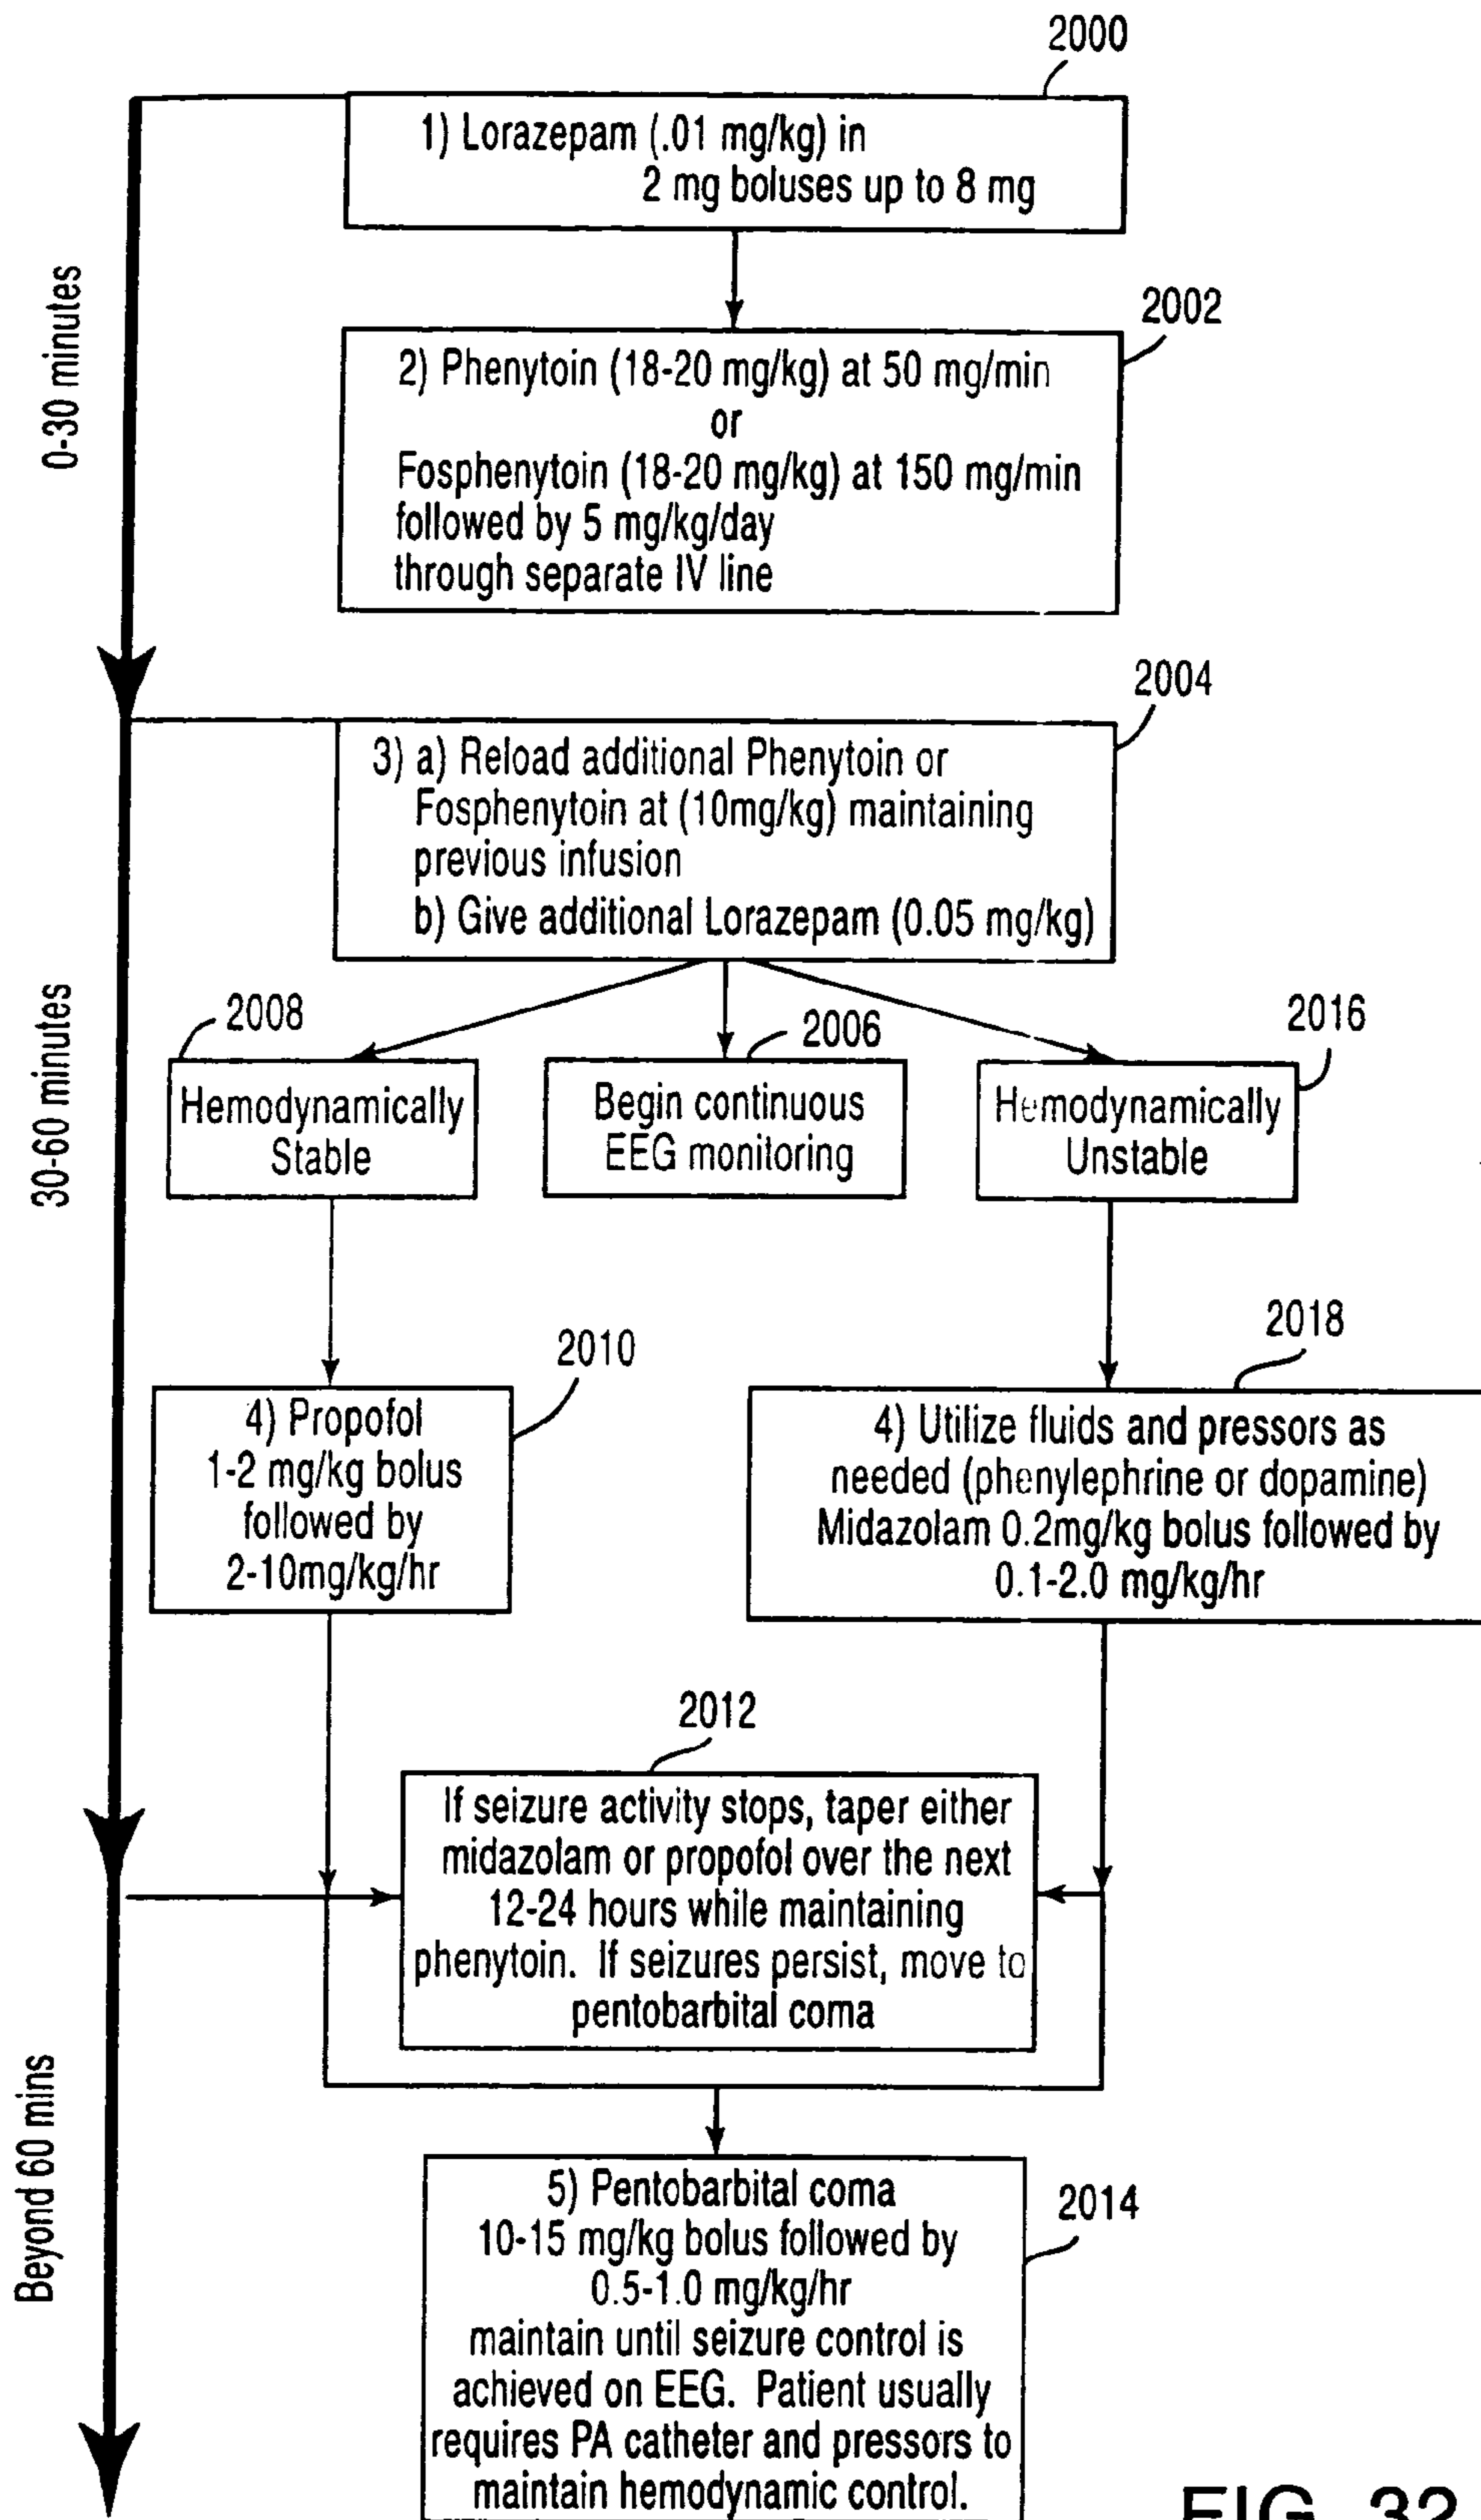 2000
1) Lorazepam (.01 mg/kg) in
2 mg boluses up to 8 mg
0-30 minutes
2002
2) Phenytoin (18-20 mg/kg) at 50 mg/min
or
Fosphenytoin (18-20 mg/kg) at 150 mg/min
followed by 5 mg/kg/day
through separate IV line
2004
3) a) Reload additional Phenytoin or
Fosphenytoin at (10mg/kg) maintaining
previous infusion
b) Give additional Lorazepam (0.05 mg/kg)
30-60 minutes
2008
Hemodynamically
Stable
2006
Begin continuous
EEG monitoring
2016
Hemodynamically
Unstable
2010
4) Propofol
1-2 mg/kg bolus
followed by
2-10mg/kg/hr
2018
4) Utilize fluids and pressors as
needed (phenylephrine or dopamine)
Midazolam 0.2mg/kg bolus followed by
0.1-2.0 mg/kg/hr
2012
If seizure activity stops, taper either
midazolam or propofol over the next
12-24 hours while maintaining
phenytoin. If seizures persist, move to
pentobarbital coma
Beyond 60 mins
2014
5) Pentobarbital coma
10-15 mg/kg bolus followed by
0.5-1.0 mg/kg/hr
maintain until seizure control is
achieved on EEG. Patient usually
requires PA catheter and pressors to
maintain hemodynamic control.
FIG. 32